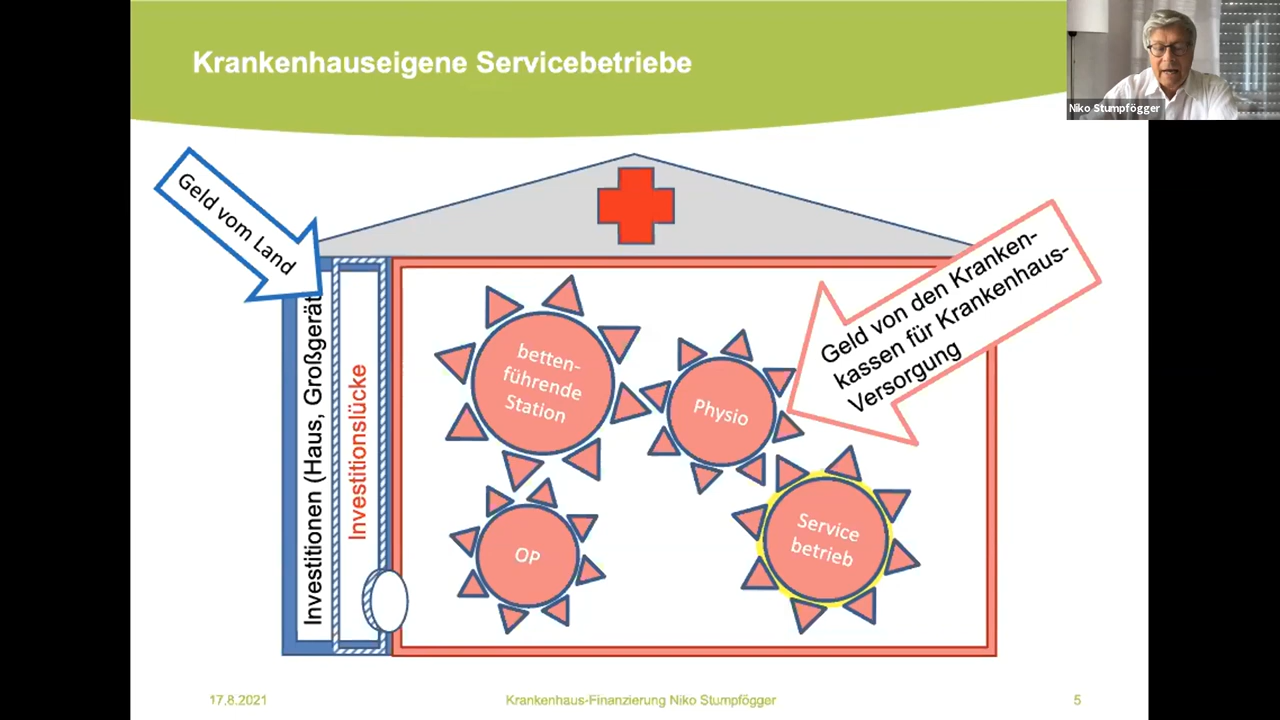 Krankenhauseigene Servicebetriebe
Niko Stumpfögger
Geld vom Land
Geld von den Kranken-
kassen für Krankenhaus-
Versorgung
Investitionen (Haus, Großgerät
Investitionslücke
betten-
führende
Station
Physio
OP
Service
betrieb
17.8.2021
Krankenhaus-Finanzierung Niko Stumpfögger
5